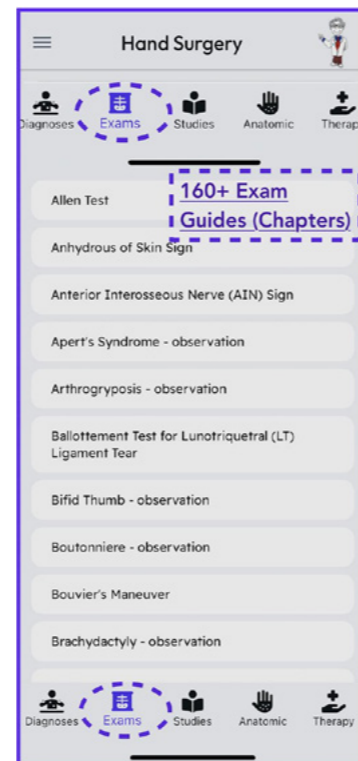 Hand Surgery
Diagnoses Exams Studies Anatomic Therap
160+ Exam
Guides (Chapters)
Allen Test
Anhydrous of Skin Sign
Anterior Interosseous Nerve (AIN) Sign
Apert's Syndrome - observation
Arthrogryposis - observation
Ballottement Test for Lunotriquetral (LT)
Ligament Tear
Bifid Thumb - observation
Boutonniere - observation
Bouvier's Maneuver
Brachydactyly - observation
Diagnoses Exams Studies Anatomic Therapy